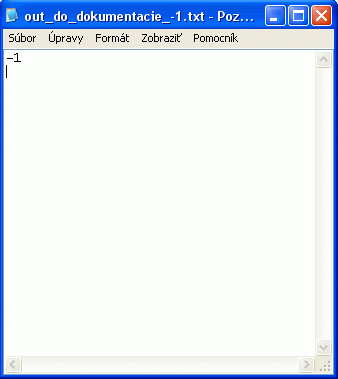 out_do_dokumentacie_-1.txt - Poz...
Súbor Úpravy Formát Zobraziť Pomocník
-1